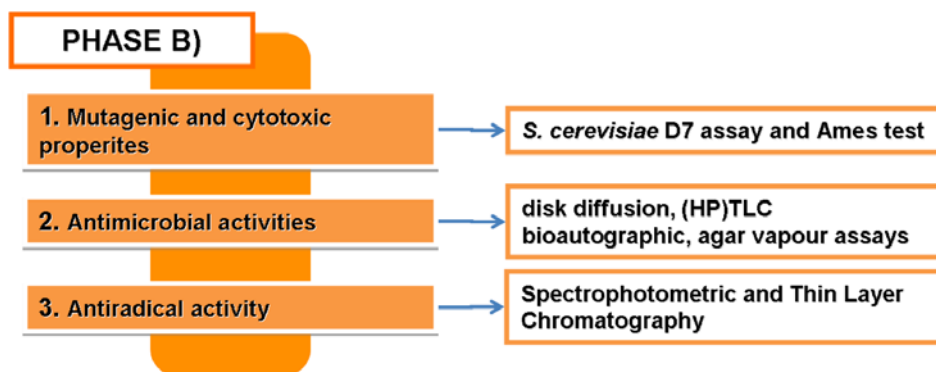 PHASE B)
1. Mutagenic and cytotoxic
properites
S. cerevisiae D7 assay and Ames test
2. Antimicrobial activities
disk diffusion, (HP)TLC
bioautographic, agar vapour assays
3. Antiradical activity
Spectrophotometric and Thin Layer
Chromatography